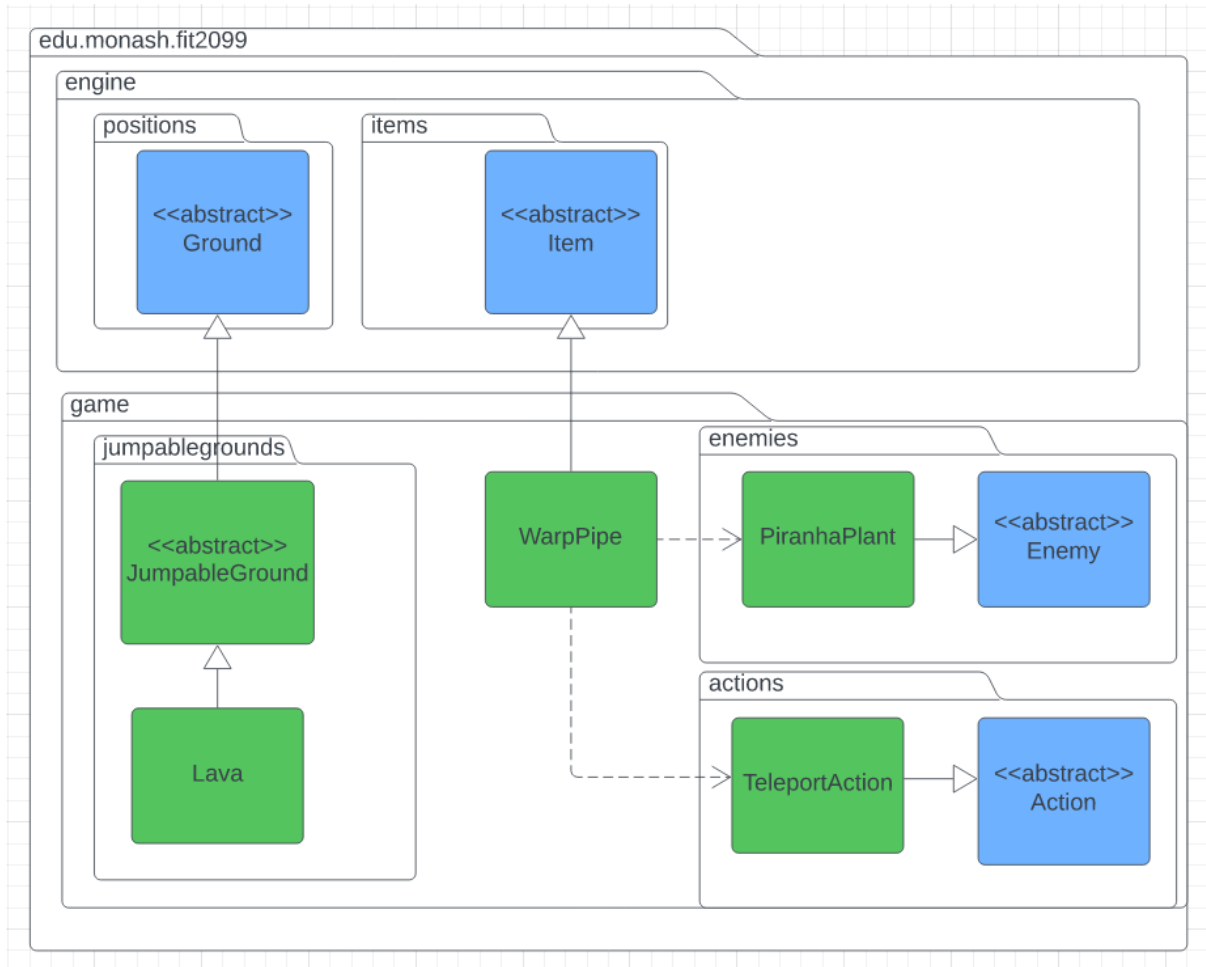 edu.monash.fit2099
engine
positions
items
<<abstract>>
Ground
<<abstract>>
Item
game
jumpablegrounds
enemies
<<abstract>>
JumpableGround
WarpPipe
PiranhaPlant
<<abstract>>
Enemy
actions
Lava
TeleportAction
<<abstract>>
Action